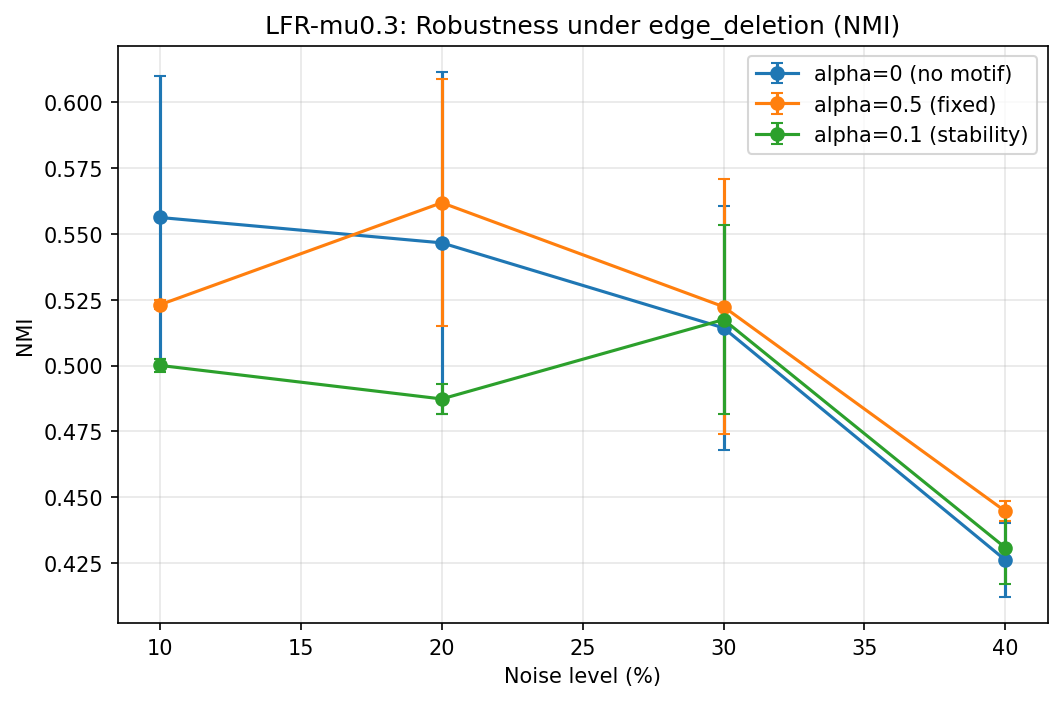 LFR-mu0.3: Robustness under edge_deletion (NMI)
alpha=0 (no motif)
alpha=0.5 (fixed)
alpha=0.1 (stability)
NMI
0.600
0.575
0.550
0.525
0.500
0.475
0.450
0.425
10 15 20 25 30 35 40
Noise level (%)